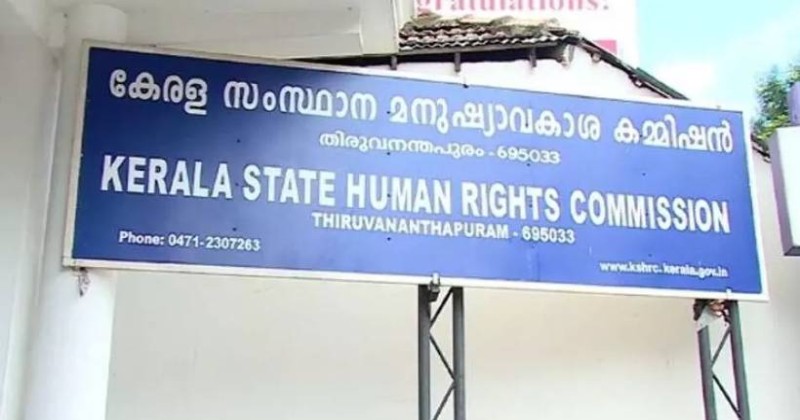 gratulations!
കേരള സംസ്ഥാന മനുഷ്യാവകാശ കമ്മിഷൻ
തിരുവനന്തപുരം - 695033
KERALA STATE HUMAN RIGHTS COMMISSION
THIRUVANANTHAPURAM - 695033
Phone: 0471-2307263
www.kshrc.kerala.gov.in